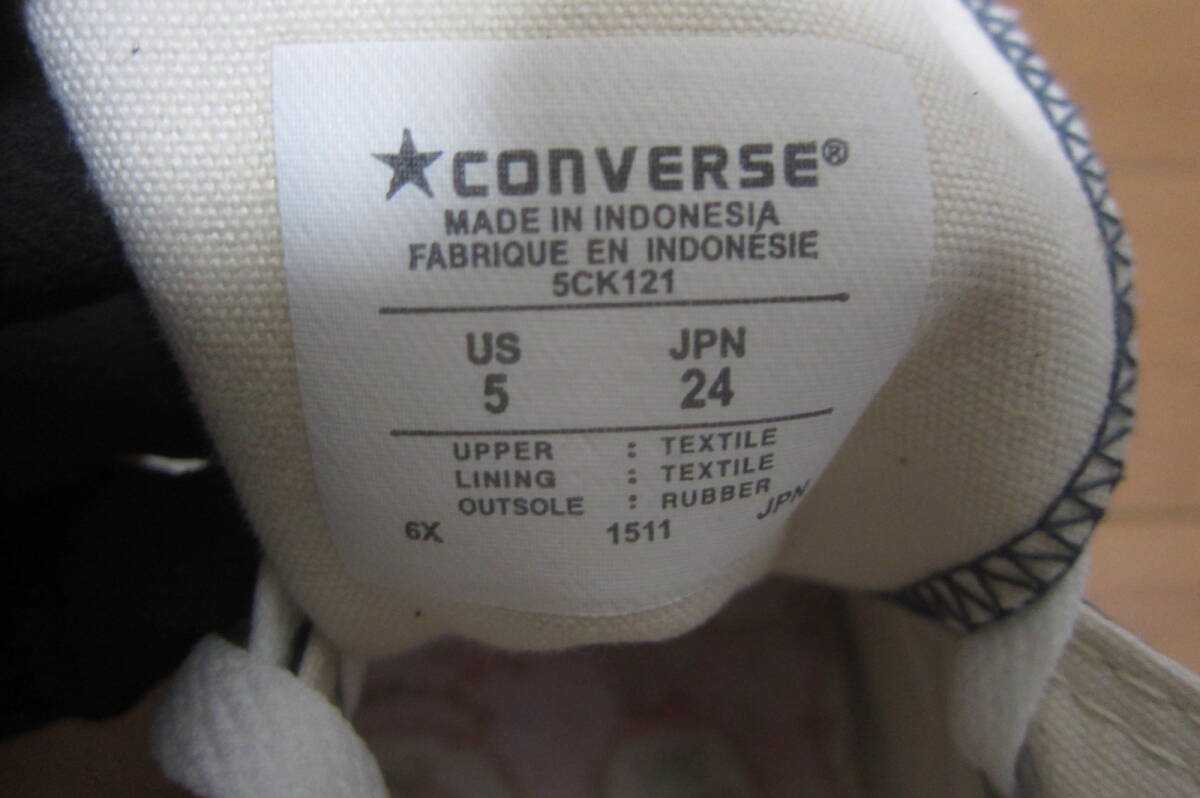 ★CONVERSE®
MADE IN INDONESIA
FABRIQUE EN INDONÉSIE
5CK121
US JPN
5 24
UPPER : TEXTILE
LINING : TEXTILE
OUTSOLE : RUBBER
6X 1511 JPN